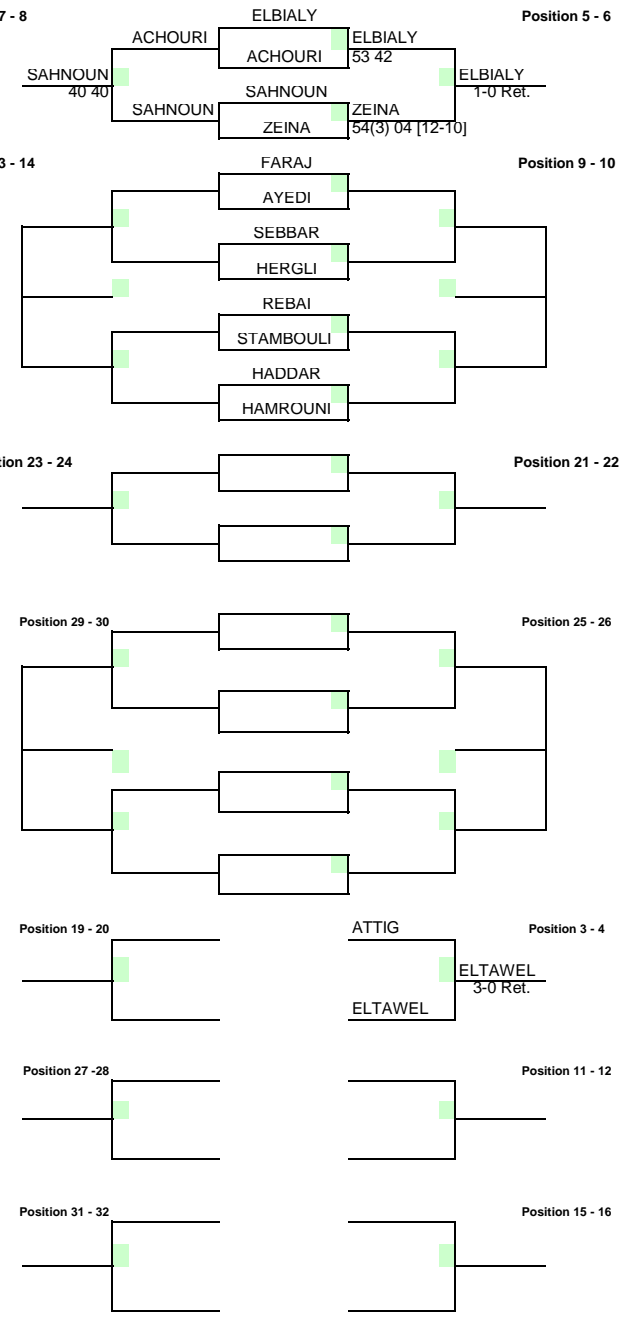 7 - 8
ELBIALY
Position 5 - 6
ACHOURI
ELBIALY
ACHOURI
53 42
SAHNOUN
ELBIALY
40 40
SAHNOUN
1-0 Ret.
SAHNOUN
ZEINA
ZEINA
54(3) 04 [12-10]
3 - 14
FARAJ
Position 9 - 10
AYEDI
SEBBAR
HERGLI
REBAI
STAMBOULI
HADDAR
HAMROUNI
tion 23 - 24
Position 21 - 22
Position 29 - 30
Position 25 - 26
Position 19 - 20
ATTIG
Position 3 - 4
ELTAWEL
3-0 Ret.
ELTAWEL
Position 27 -28
Position 11 - 12
Position 31 - 32
Position 15 - 16